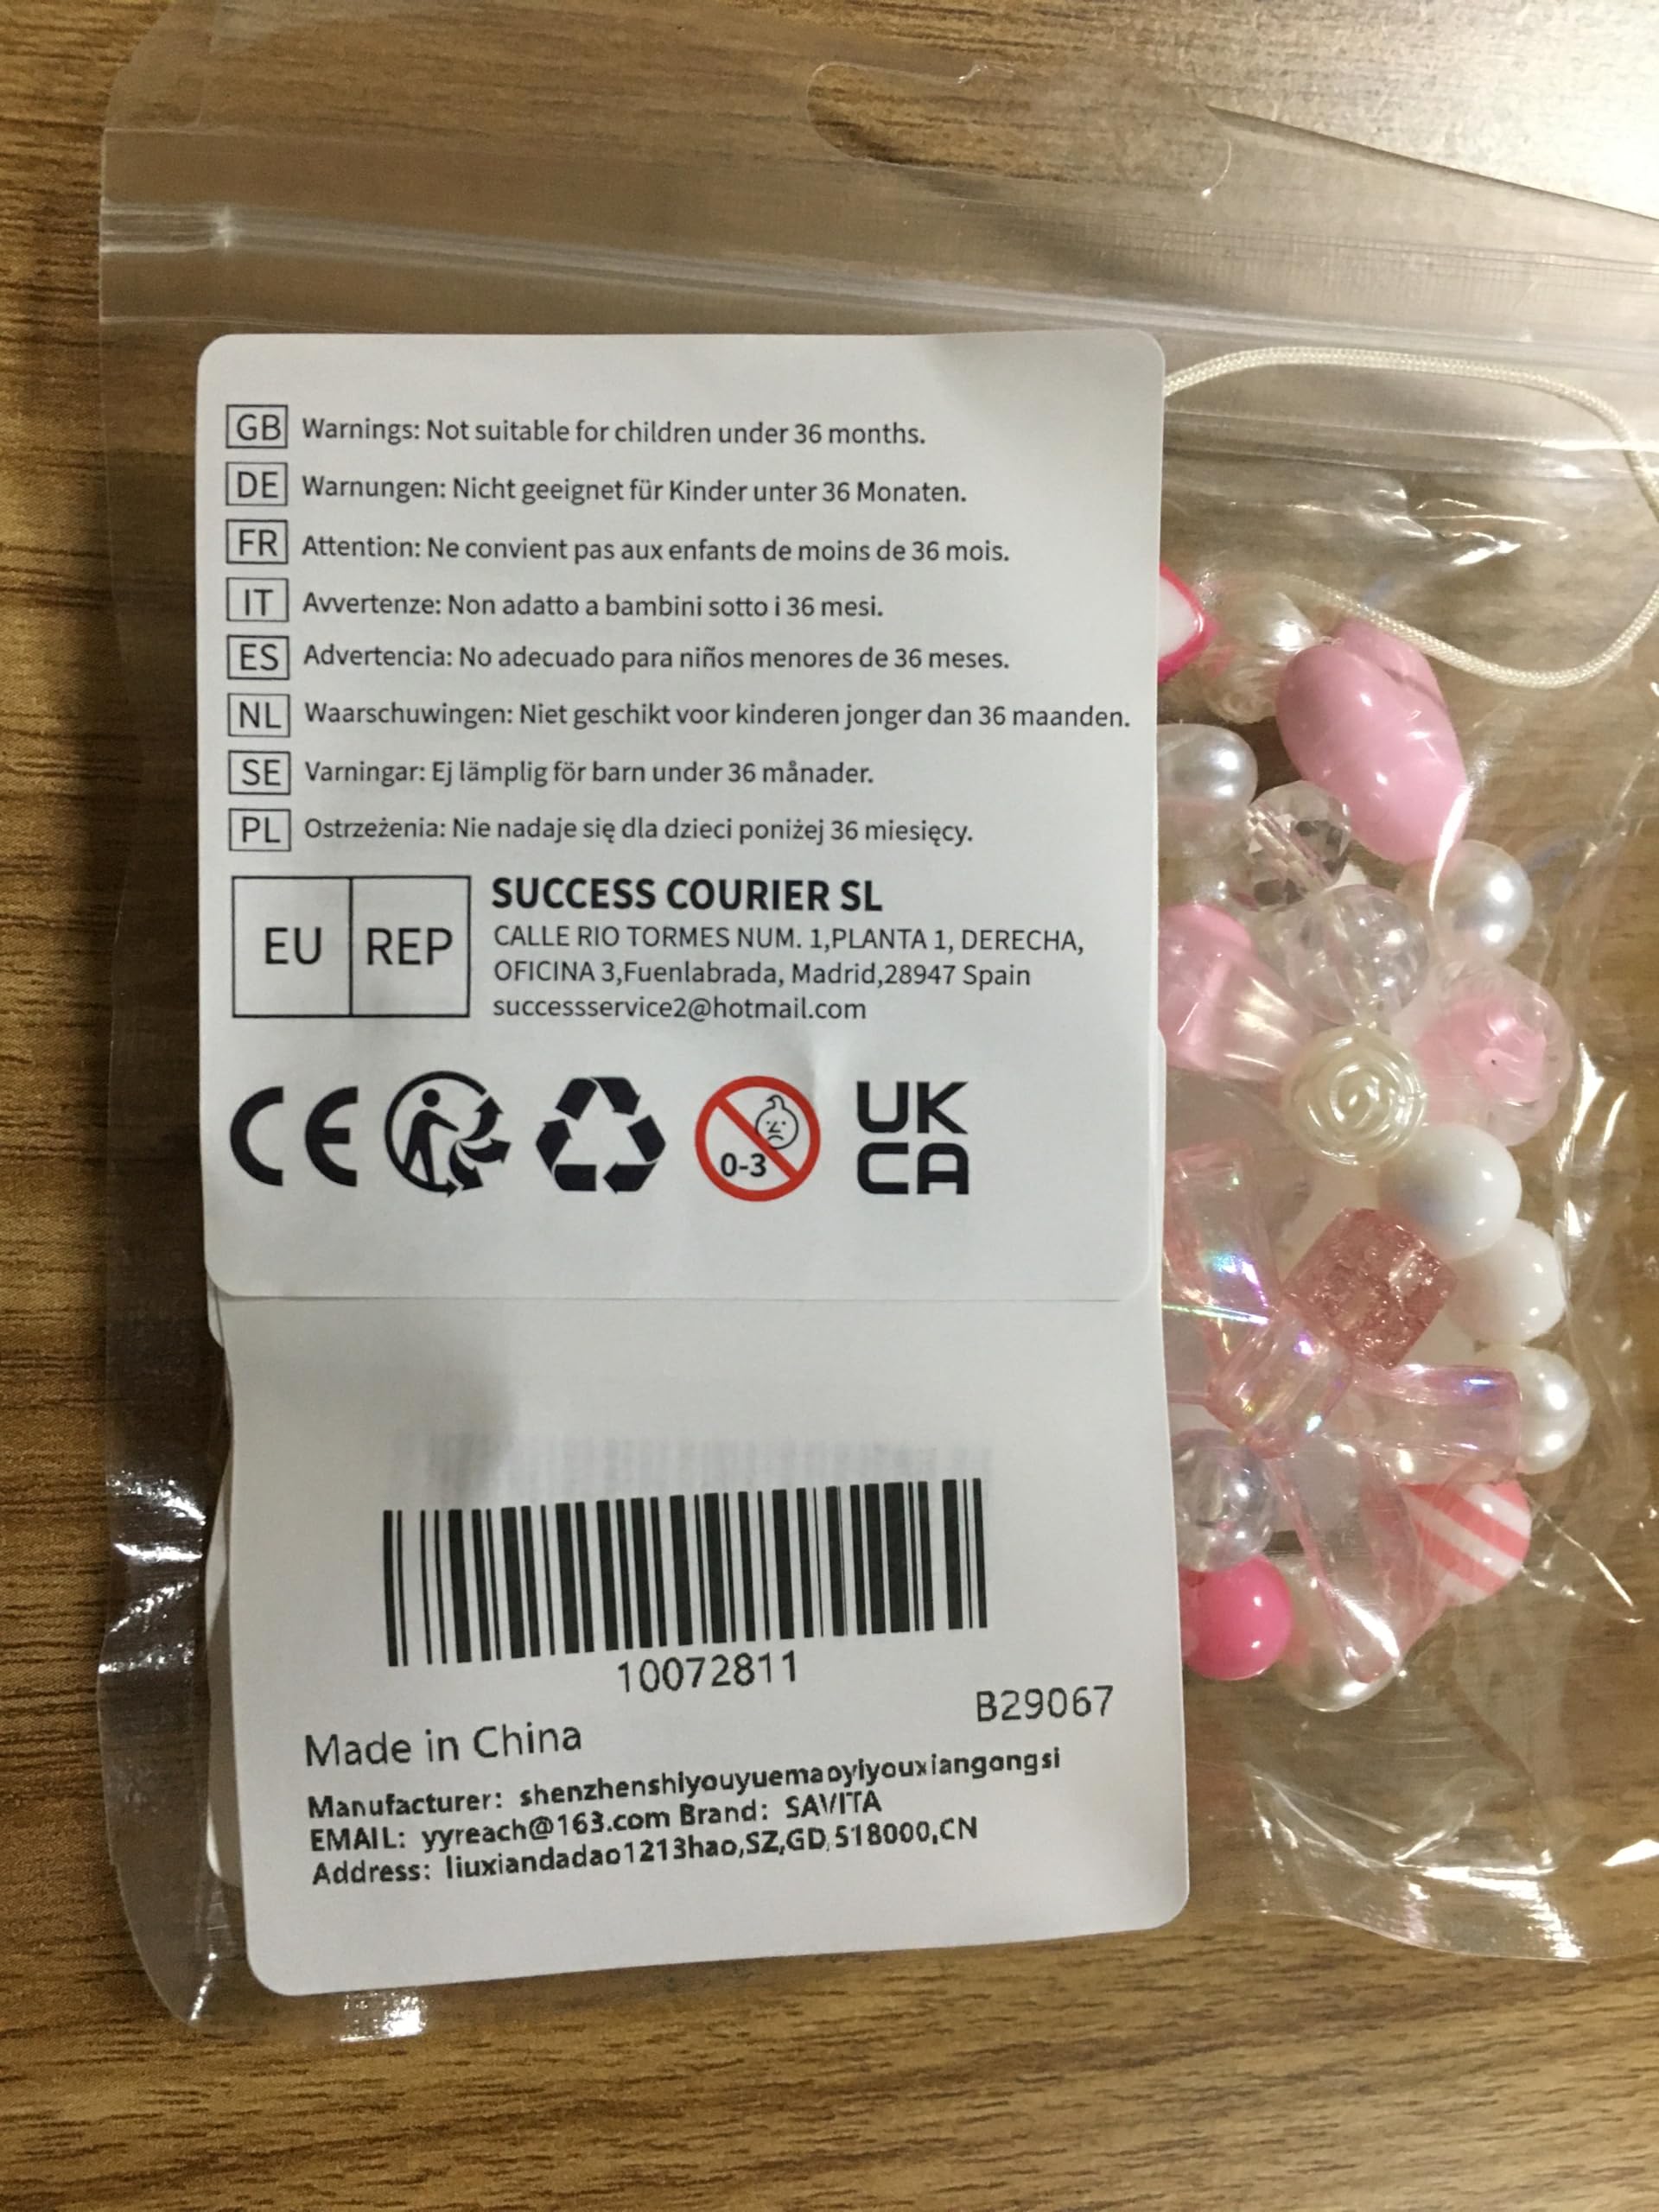 GB Warnings: Not suitable for children under 36 months.
DE Warnungen: Nicht geeignet für Kinder unter 36 Monaten.
FR Attention: Ne convient pas aux enfants de moins de 36 mois.
IT Avvertenze: Non adatto a bambini sotto i 36 mesi.
ES Advertencia: No adecuado para niños menores de 36 meses.
NL Waarschuwingen: Niet geschikt voor kinderen jonger dan 36 maanden.
SE Varningar: Ej lämplig för barn under 36 månader.
PL Ostrzeżenia: Nie nadaje się dla dzieci poniżej 36 miesięcy.
EU REP
SUCCESS COURIER SL
CALLE RIO TORMES NUM. 1,PLANTA 1, DERECHA,
OFICINA 3,Fuenlabrada, Madrid,28947 Spain
successservice2@hotmail.com
CE
0-3
UK
CA
10072811
B29067
Made in China
Manufacturer: shenzhenshiyouyuemaoyiyouxiangongsi
EMAIL: yyreach@163.com Brand: SAVITA
Address: liuxiandadao1213hao,SZ,GD,518000,CN